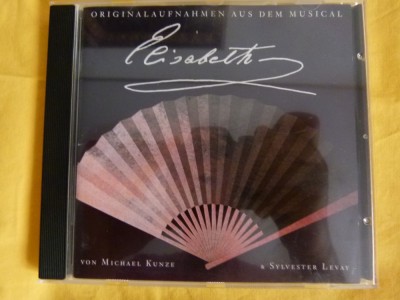 ORIGINALAUFNAHMEN AUS DEM MUSICAL
Elisabeth
VON MICHAEL KUNZE & SYLVESTER LEVAY